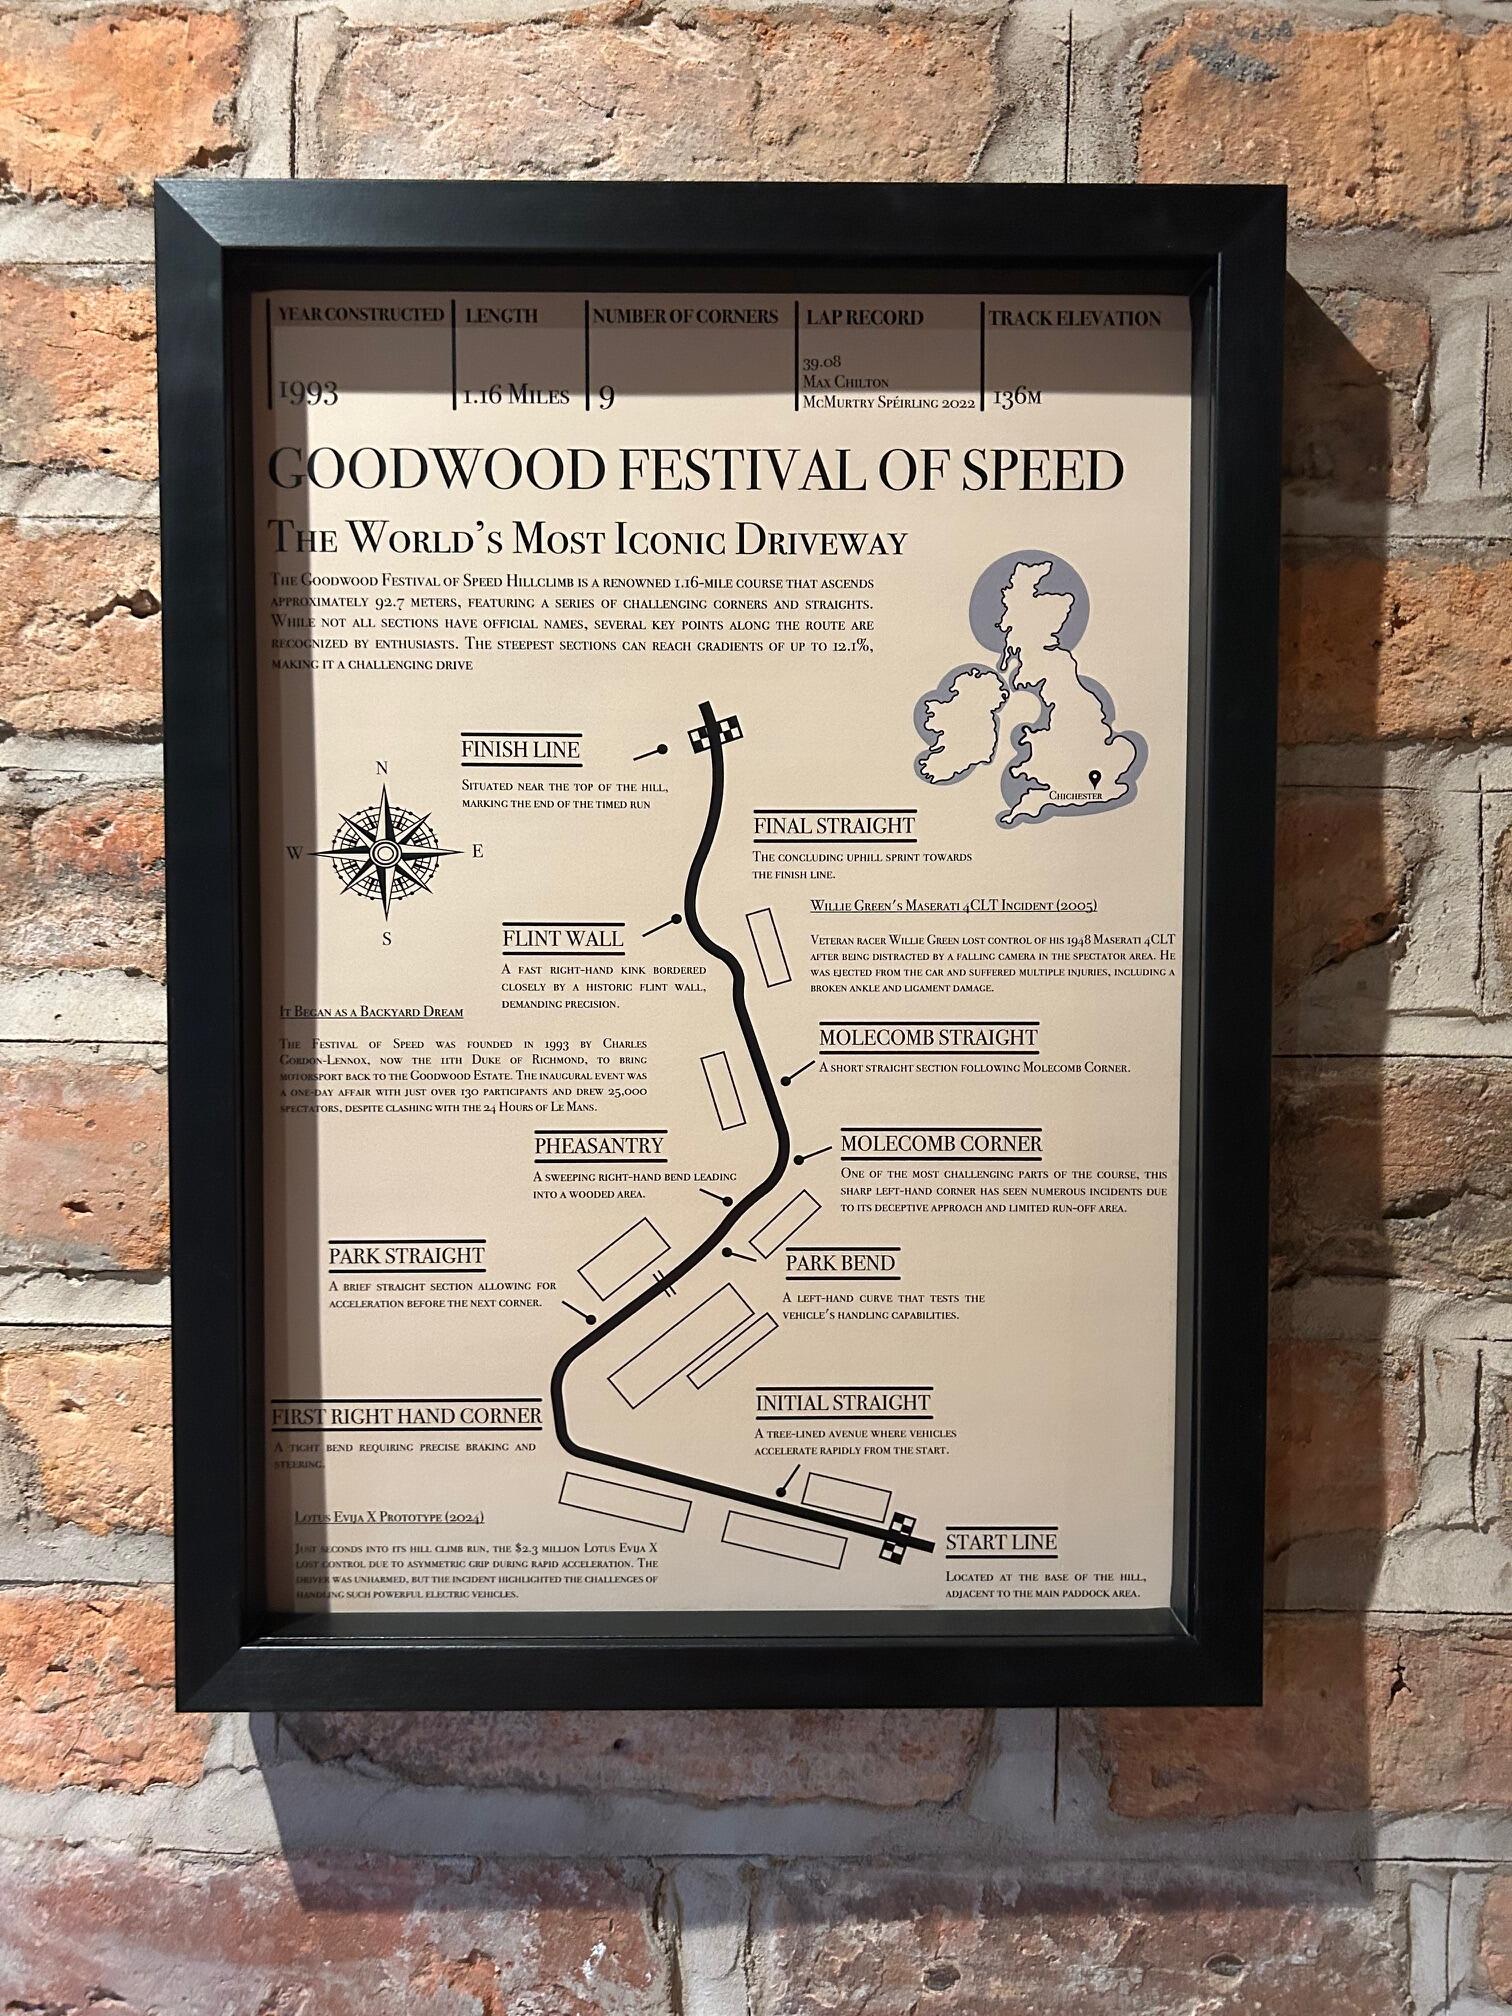 YEAR CONSTRUCTED
1993
LENGTH
1.16 MILES
NUMBER OF CORNERS
9
LAP RECORD
39.08
MAX CHILTON
MCMURTRY SPÉIRLING 2022
TRACK ELEVATION
136M
GOODWOOD FESTIVAL OF SPEED
THE WORLD'S MOST ICONIC DRIVEWAY
THE GOODWOOD FESTIVAL OF SPEED HILLCLIMB IS A RENOWNED 1.16-MILE COURSE THAT ASCENDS
APPROXIMATELY 92.7 METERS, FEATURING A SERIES OF CHALLENGING CORNERS AND STRAIGHTS.
WHILE NOT ALL SECTIONS HAVE OFFICIAL NAMES, SEVERAL KEY POINTS ALONG THE ROUTE ARE
RECOGNIZED BY ENTHUSIASTS. THE STEEPEST SECTIONS CAN REACH GRADIENTS OF UP TO 12.1%,
MAKING IT A CHALLENGING DRIVE
CHICHESTER
FINISH LINE
SITUATED NEAR THE TOP OF THE HILL,
MARKING THE END OF THE TIMED RUN
N
W
E
S
FINAL STRAIGHT
THE CONCLUDING UPHILL SPRINT TOWARDS
THE FINISH LINE.
WILLIE GREEN'S MASERATI 4CLT INCIDENT (2005)
VETERAN RACER WILLIE GREEN LOST CONTROL OF HIS 1948 MASERATI 4CLT
AFTER BEING DISTRACTED BY A FALLING CAMERA IN THE SPECTATOR AREA. HE
WAS EJECTED FROM THE CAR AND SUFFERED MULTIPLE INJURIES, INCLUDING A
BROKEN ANKLE AND LIGAMENT DAMAGE.
FLINT WALL
A FAST RIGHT-HAND KINK BORDERED
CLOSELY BY A HISTORIC FLINT WALL,
DEMANDING PRECISION.
IT BEGAN AS A BACKYARD DREAM
THE FESTIVAL OF SPEED WAS FOUNDED IN 1993 BY CHARLES
GORDON-LENNOX, NOW THE 11TH DUKE OF RICHMOND, TO BRING
MOTORSPORT BACK TO THE GOODWOOD ESTATE. THE INAUGURAL EVENT WAS
A ONE-DAY AFFAIR WITH JUST OVER 130 PARTICIPANTS AND DREW 25,000
SPECTATORS, DESPITE CLASHING WITH THE 24 HOURS OF LE MANS.
MOLECOMB STRAIGHT
A SHORT STRAIGHT SECTION FOLLOWING MOLECOMB CORNER.
PHEASANTRY
A SWEEPING RIGHT-HAND BEND LEADING
INTO A WOODED AREA.
MOLECOMB CORNER
ONE OF THE MOST CHALLENGING PARTS OF THE COURSE, THIS
SHARP LEFT-HAND CORNER HAS SEEN NUMEROUS INCIDENTS DUE
TO ITS DECEPTIVE APPROACH AND LIMITED RUN-OFF AREA.
PARK STRAIGHT
A BRIEF STRAIGHT SECTION ALLOWING FOR
ACCELERATION BEFORE THE NEXT CORNER.
PARK BEND
A LEFT-HAND CURVE THAT TESTS THE
VEHICLE'S HANDLING CAPABILITIES.
FIRST RIGHT HAND CORNER
A TIGHT BEND REQUIRING PRECISE BRAKING AND
STEERING.
INITIAL STRAIGHT
A TREE-LINED AVENUE WHERE VEHICLES
ACCELERATE RAPIDLY FROM THE START.
LOTUS EVIJA X PROTOTYPE (2024)
JUST SECONDS INTO ITS HILL CLIMB RUN, THE $2.3 MILLION LOTUS EVIJA X
LOST CONTROL DUE TO ASYMMETRIC GRIP DURING RAPID ACCELERATION. THE
DRIVER WAS UNHARMED, BUT THE INCIDENT HIGHLIGHTED THE CHALLENGES OF
HANDLING SUCH POWERFUL ELECTRIC VEHICLES.
START LINE
LOCATED AT THE BASE OF THE HILL,
ADJACENT TO THE MAIN PADDOCK AREA.